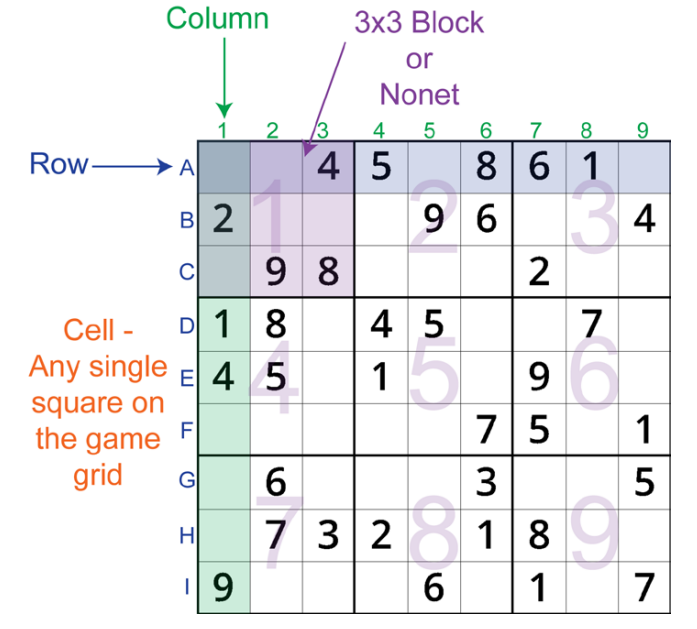 Column
3x3 Block
or
Nonet
1 2 3 4 5 6 7 8 9
Row A 4 5 8 6 1
B 2 9 6 4
C 9 8 2
D 1 8 4 5 7
E 4 5 1 9
F 7 5 1
G 6 3 5
H 7 3 2 1 8
I 9 6 1 7
1 2 3
4 5 6
7 8 9
Cell -
Any single
square on
the game
grid